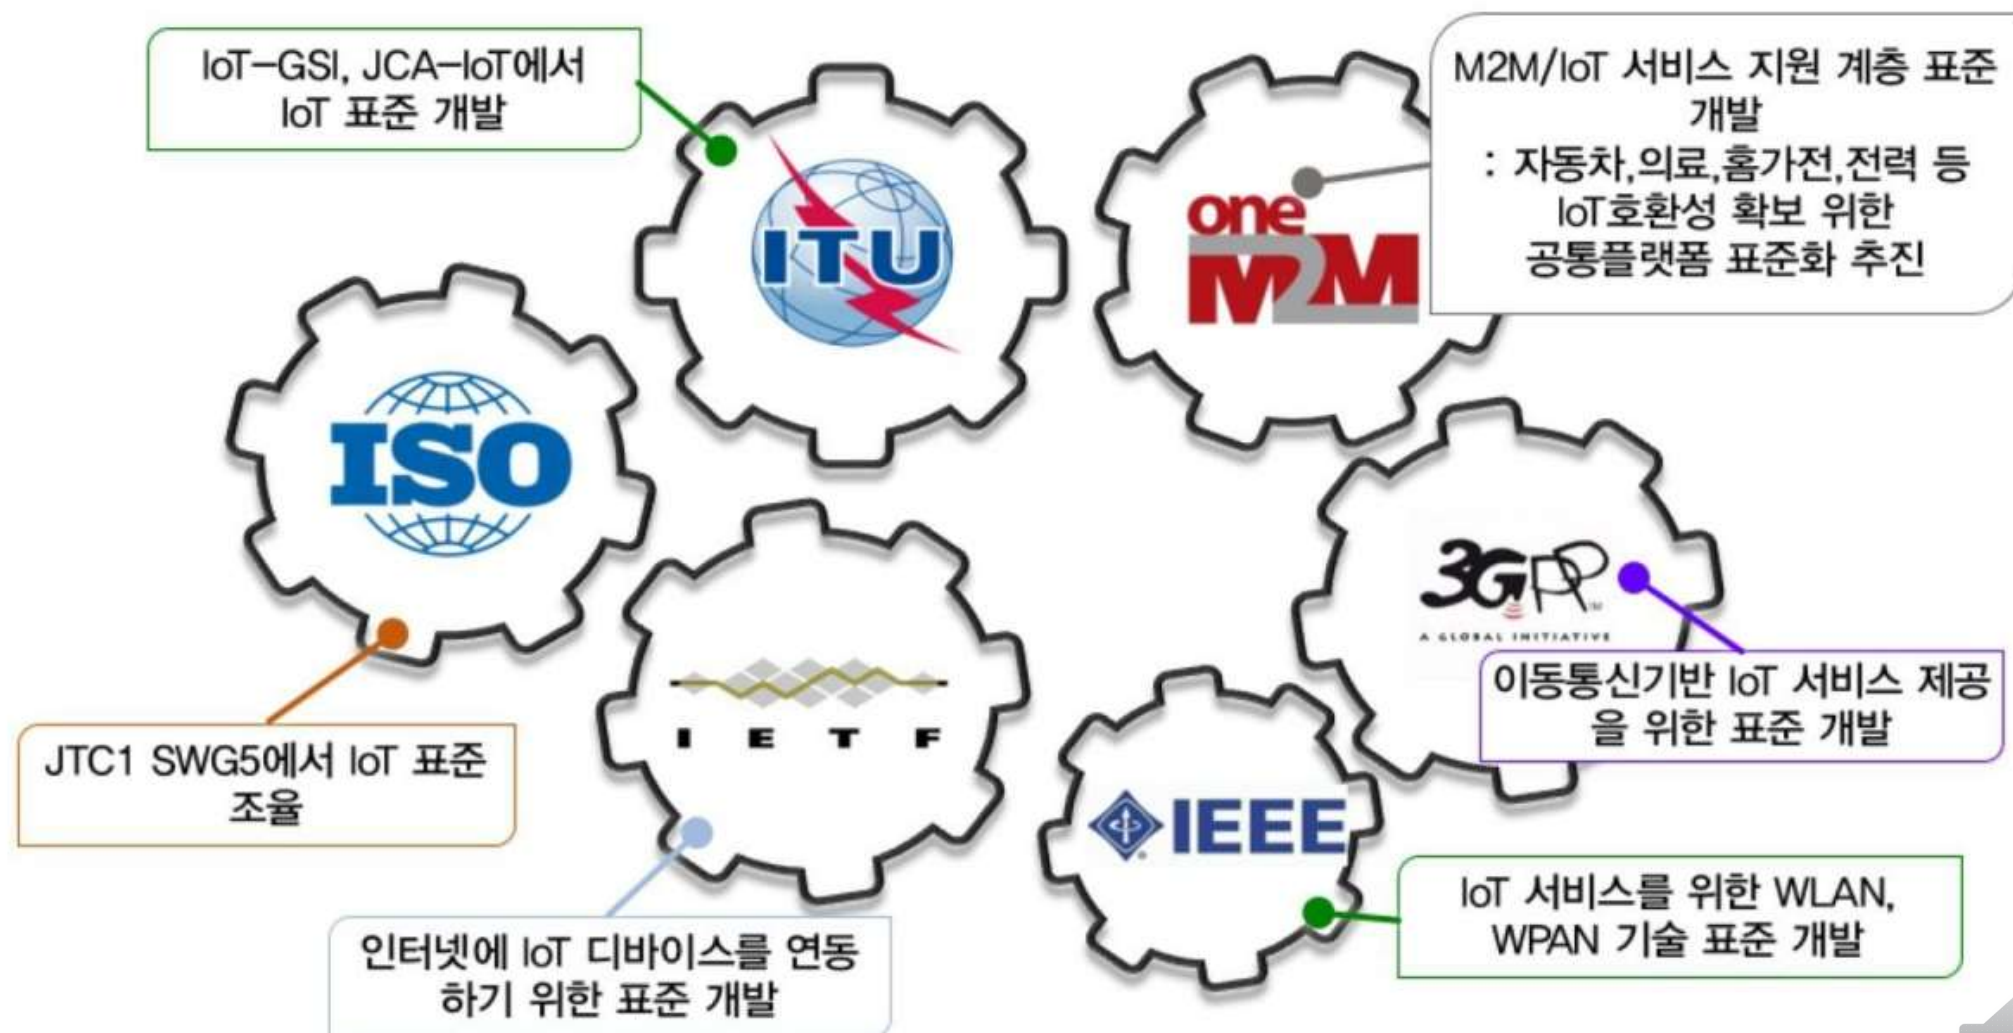 IoT-GSI, JCA-IoT에서
IoT 표준 개발
ITU
one
M2M
M2M/IoT 서비스 지원 계층 표준
개발
: 자동차,의료,홈가전,전력 등
IoT호환성 확보 위한
공통플랫폼 표준화 추진
ISO
JTC1 SWG5에서 IoT 표준
조율
IETF
인터넷에 IoT 디바이스를 연동
하기 위한 표준 개발
3GPP
A GLOBAL INITIATIVE
이동통신기반 IoT 서비스 제공
을 위한 표준 개발
IEEE
IoT 서비스를 위한 WLAN,
WPAN 기술 표준 개발